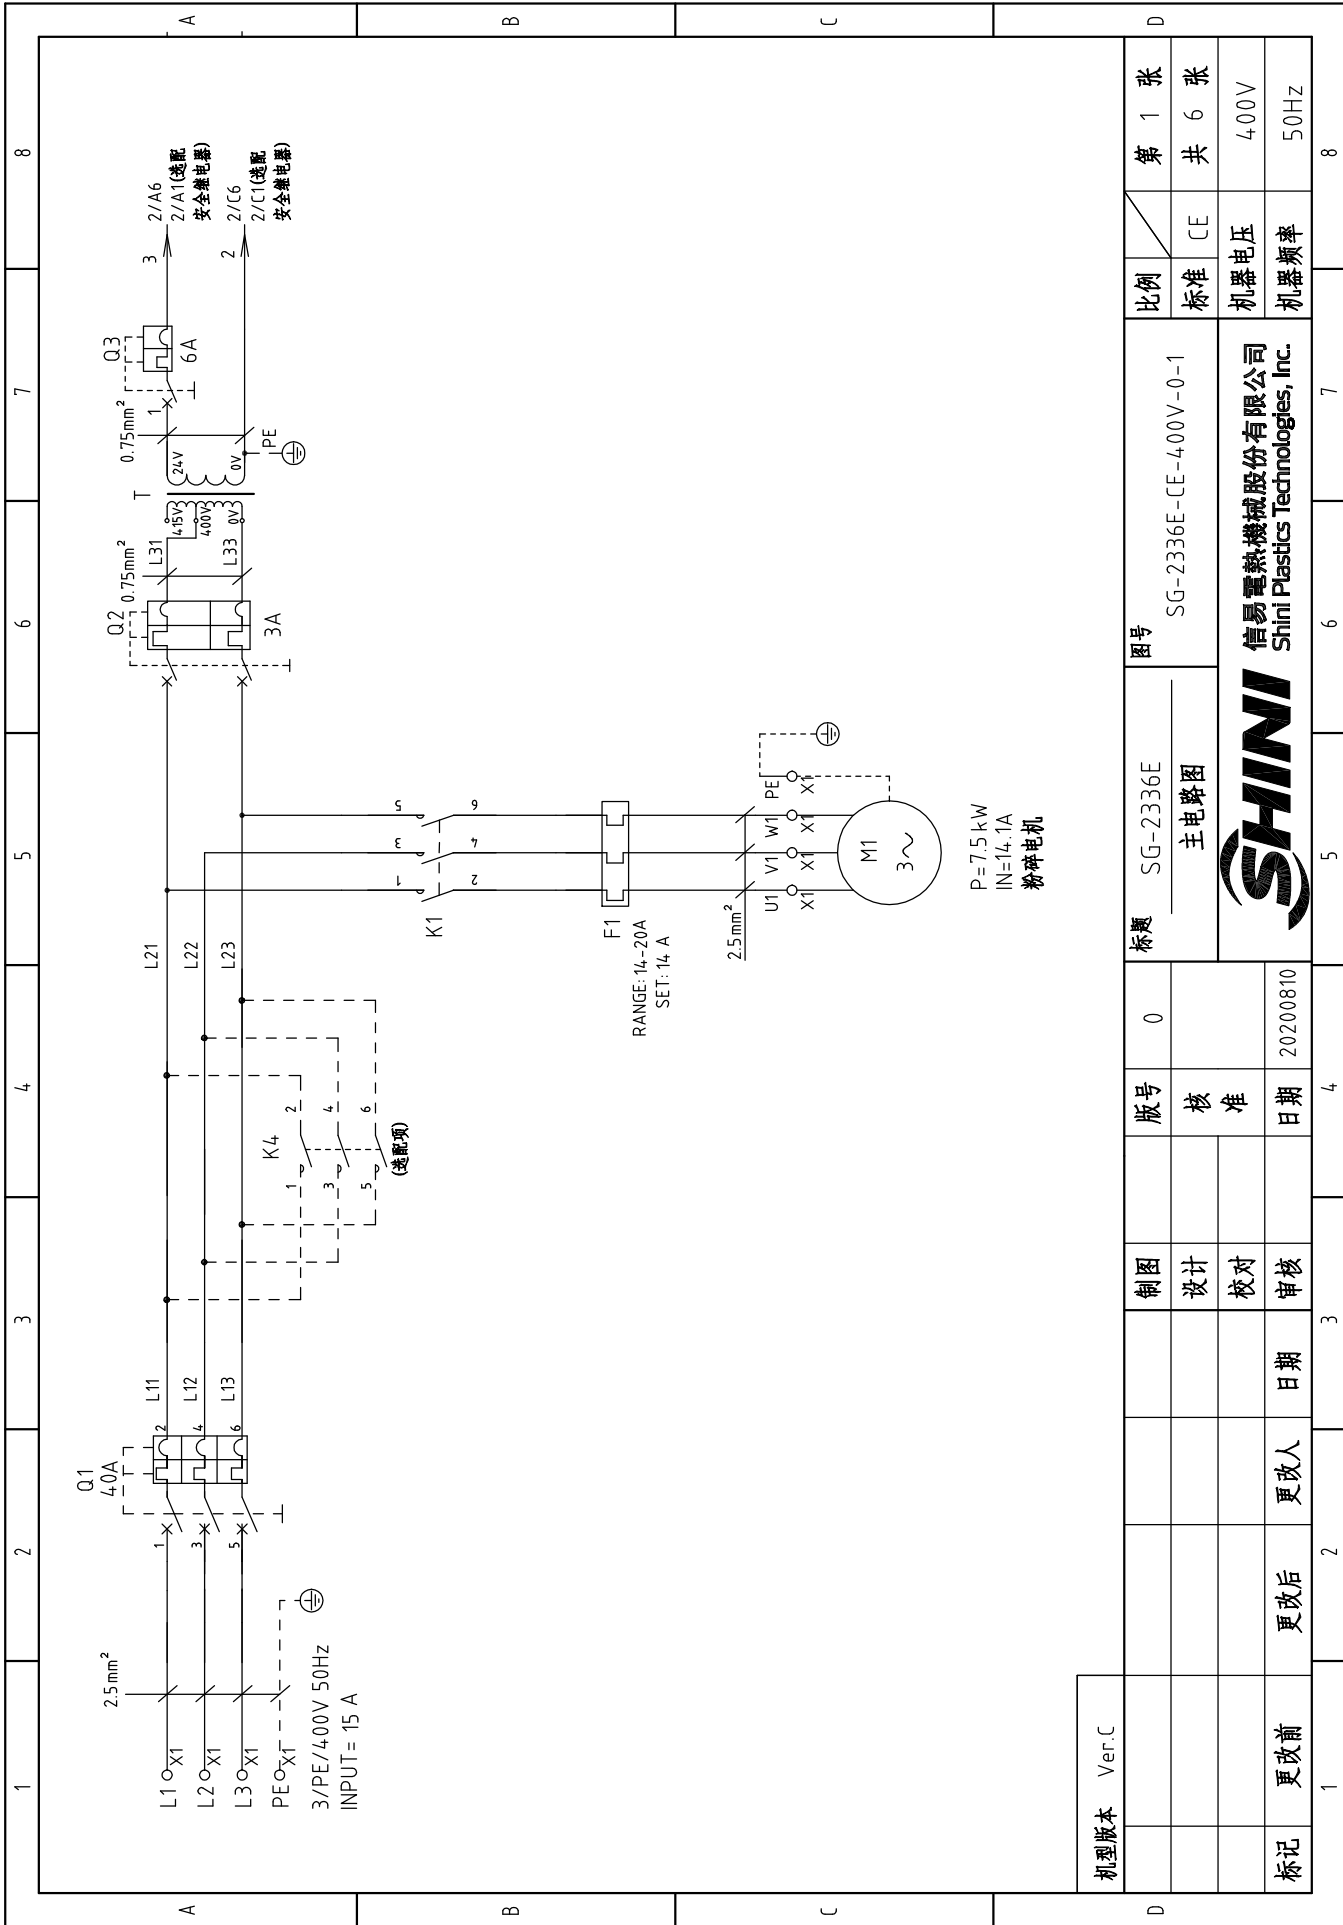 1 2 3 4 5 6 7 8
A
B
C
D
L1 X1
L2 X1
L3 X1
PE X1
2.5mm²
3/PE/400V 50Hz
INPUT= 15 A
Q1
40A
1 2
3 4
5 6
L11
L12
L13
K4
1 2
3 4
5 6
(选配项)
L21
L22
L23
K1
1 2
3 4
5 6
F1
RANGE: 14-20A
SET: 14 A
2.5mm²
U1 V1 W1 PE
X1 X1 X1 X1
M1
3～
P=7.5kW
IN=14.1A
粉碎电机
Q2
3A
0.75mm²
L31
L33
T
415V
400V
0V
24V
0V
0.75mm²
PE
Q3
1
6A
3
2/A6
2/A1(选配
安全继电器)
2
2/C6
2/C1(选配
安全继电器)
机型版本 Ver.C
标记 更改前 更改后 更改人 日期
制图
设计
校对
审核
版号 0
核准
日期 20200810
标题
SG-2336E
主电路图
图号
SG-2336E-CE-400V-0-1
SHINI
信易電熱機械股份有限公司
Shini Plastics Technologies, Inc.
比例 第 1 张
标准 CE 共 6 张
机器电压 400V
机器频率 50Hz
A
B
C
D
1 2 3 4 5 6 7 8